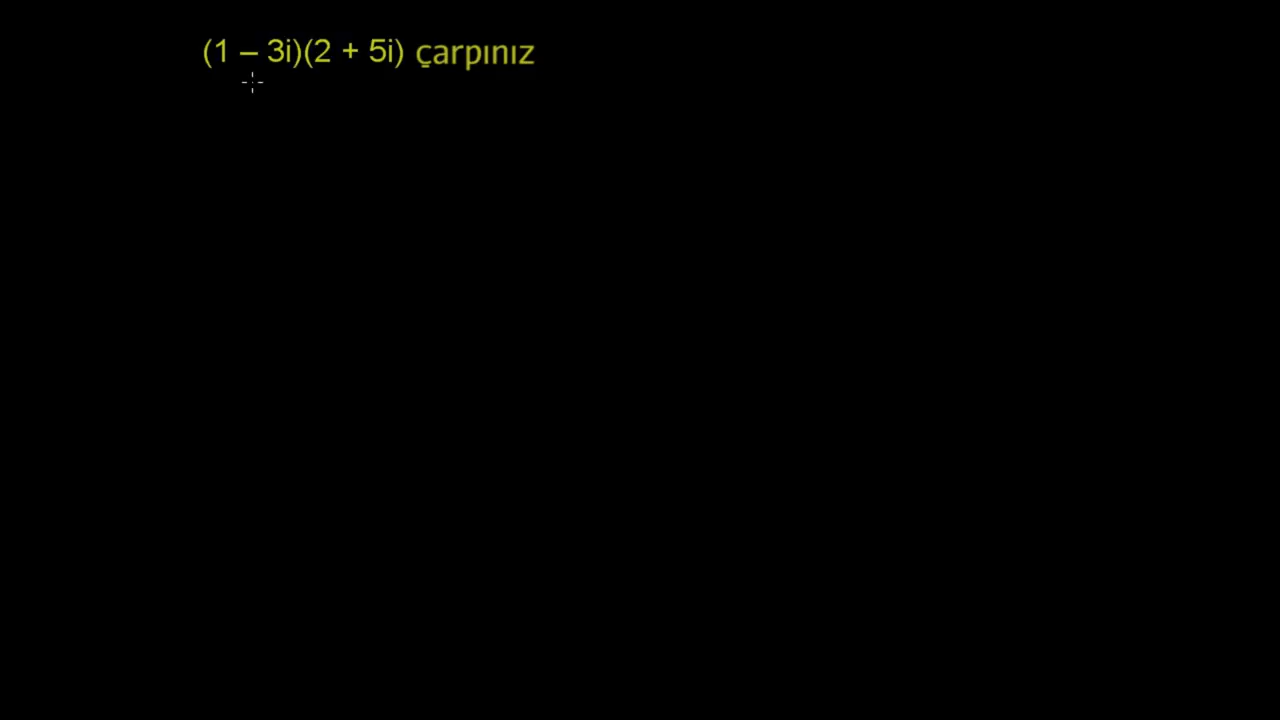 (1 – 3i)(2 + 5i) çarpınız